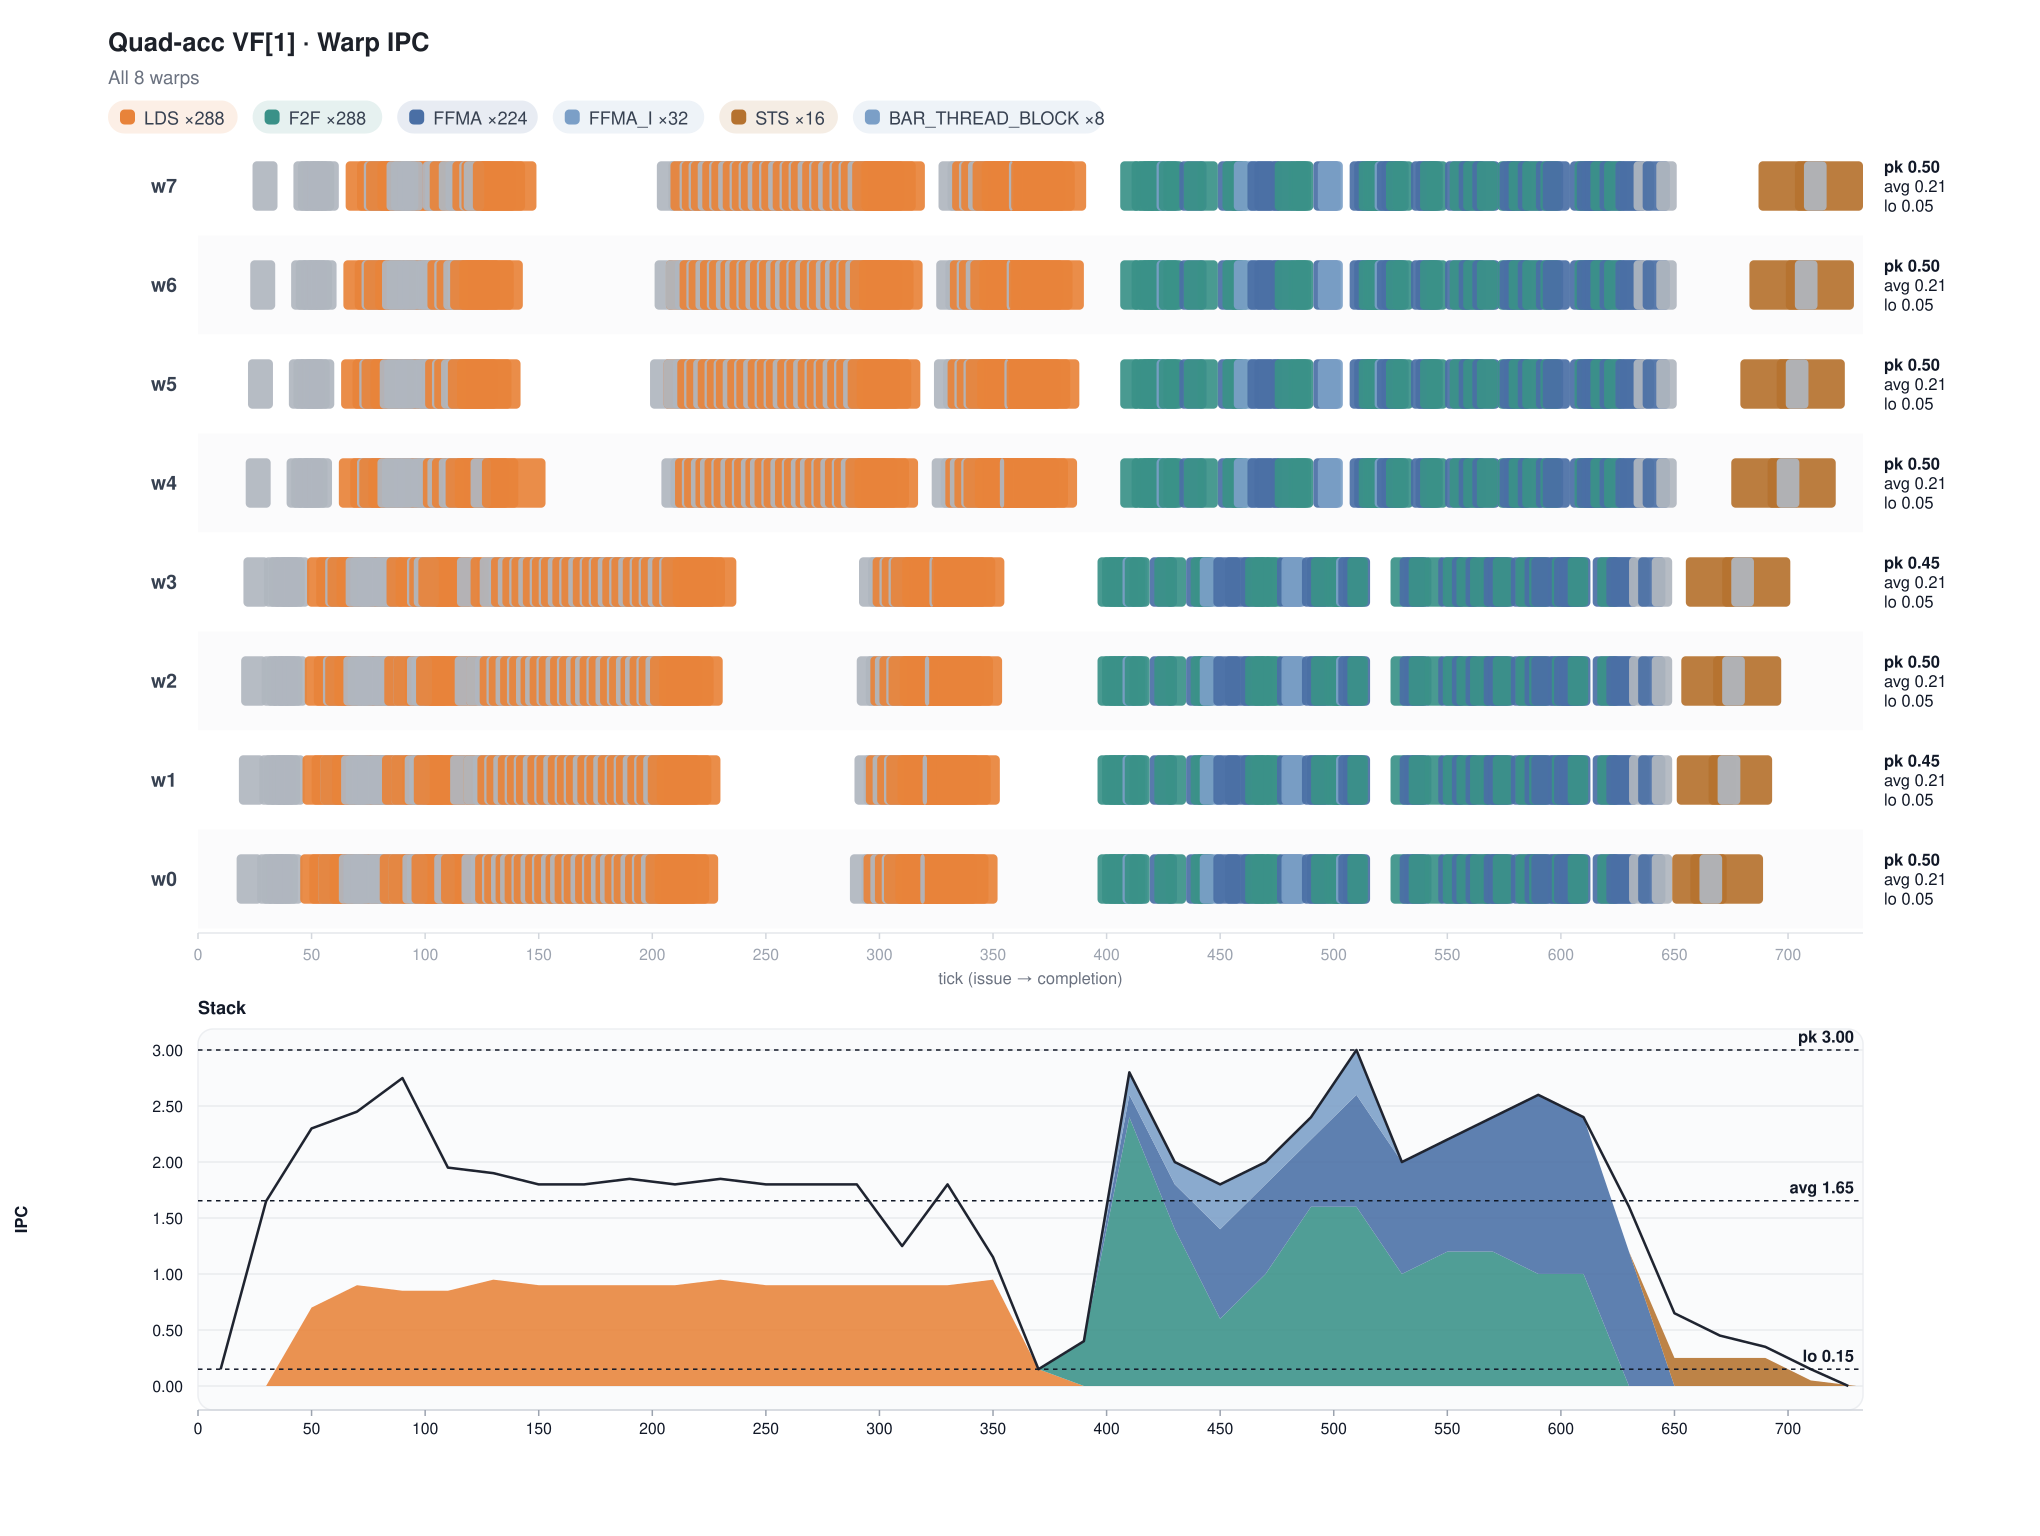 Quad-acc VF[1] · Warp IPC
All 8 warps
LDS ×288 F2F ×288 FFMA ×224 FFMA_I ×32 STS ×16 BAR_THREAD_BLOCK ×8
w7
pk 0.50
avg 0.21
lo 0.05
w6
pk 0.50
avg 0.21
lo 0.05
w5
pk 0.50
avg 0.21
lo 0.05
w4
pk 0.50
avg 0.21
lo 0.05
w3
pk 0.45
avg 0.21
lo 0.05
w2
pk 0.50
avg 0.21
lo 0.05
w1
pk 0.45
avg 0.21
lo 0.05
w0
pk 0.50
avg 0.21
lo 0.05
0 50 100 150 200 250 300 350 400 450 500 550 600 650 700
tick (issue → completion)
Stack
pk 3.00
3.00
2.50
2.00
avg 1.65
1.50
IPC
1.00
0.50
lo 0.15
0.00
0 50 100 150 200 250 300 350 400 450 500 550 600 650 700